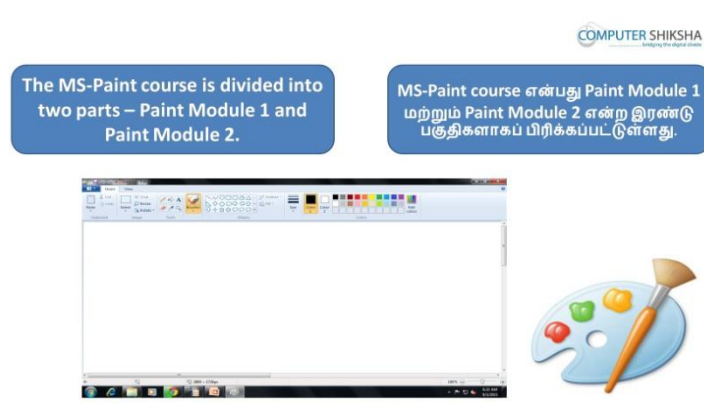 COMPUTER SHIKSHA
The MS-Paint course is divided into
two parts – Paint Module 1 and
Paint Module 2.
MS-Paint course என்பது Paint Module 1
மற்றும் Paint Module 2 என்ற இரண்டு
பகுதிகளாகப் பிரிக்கப்பட்டுள்ளது.